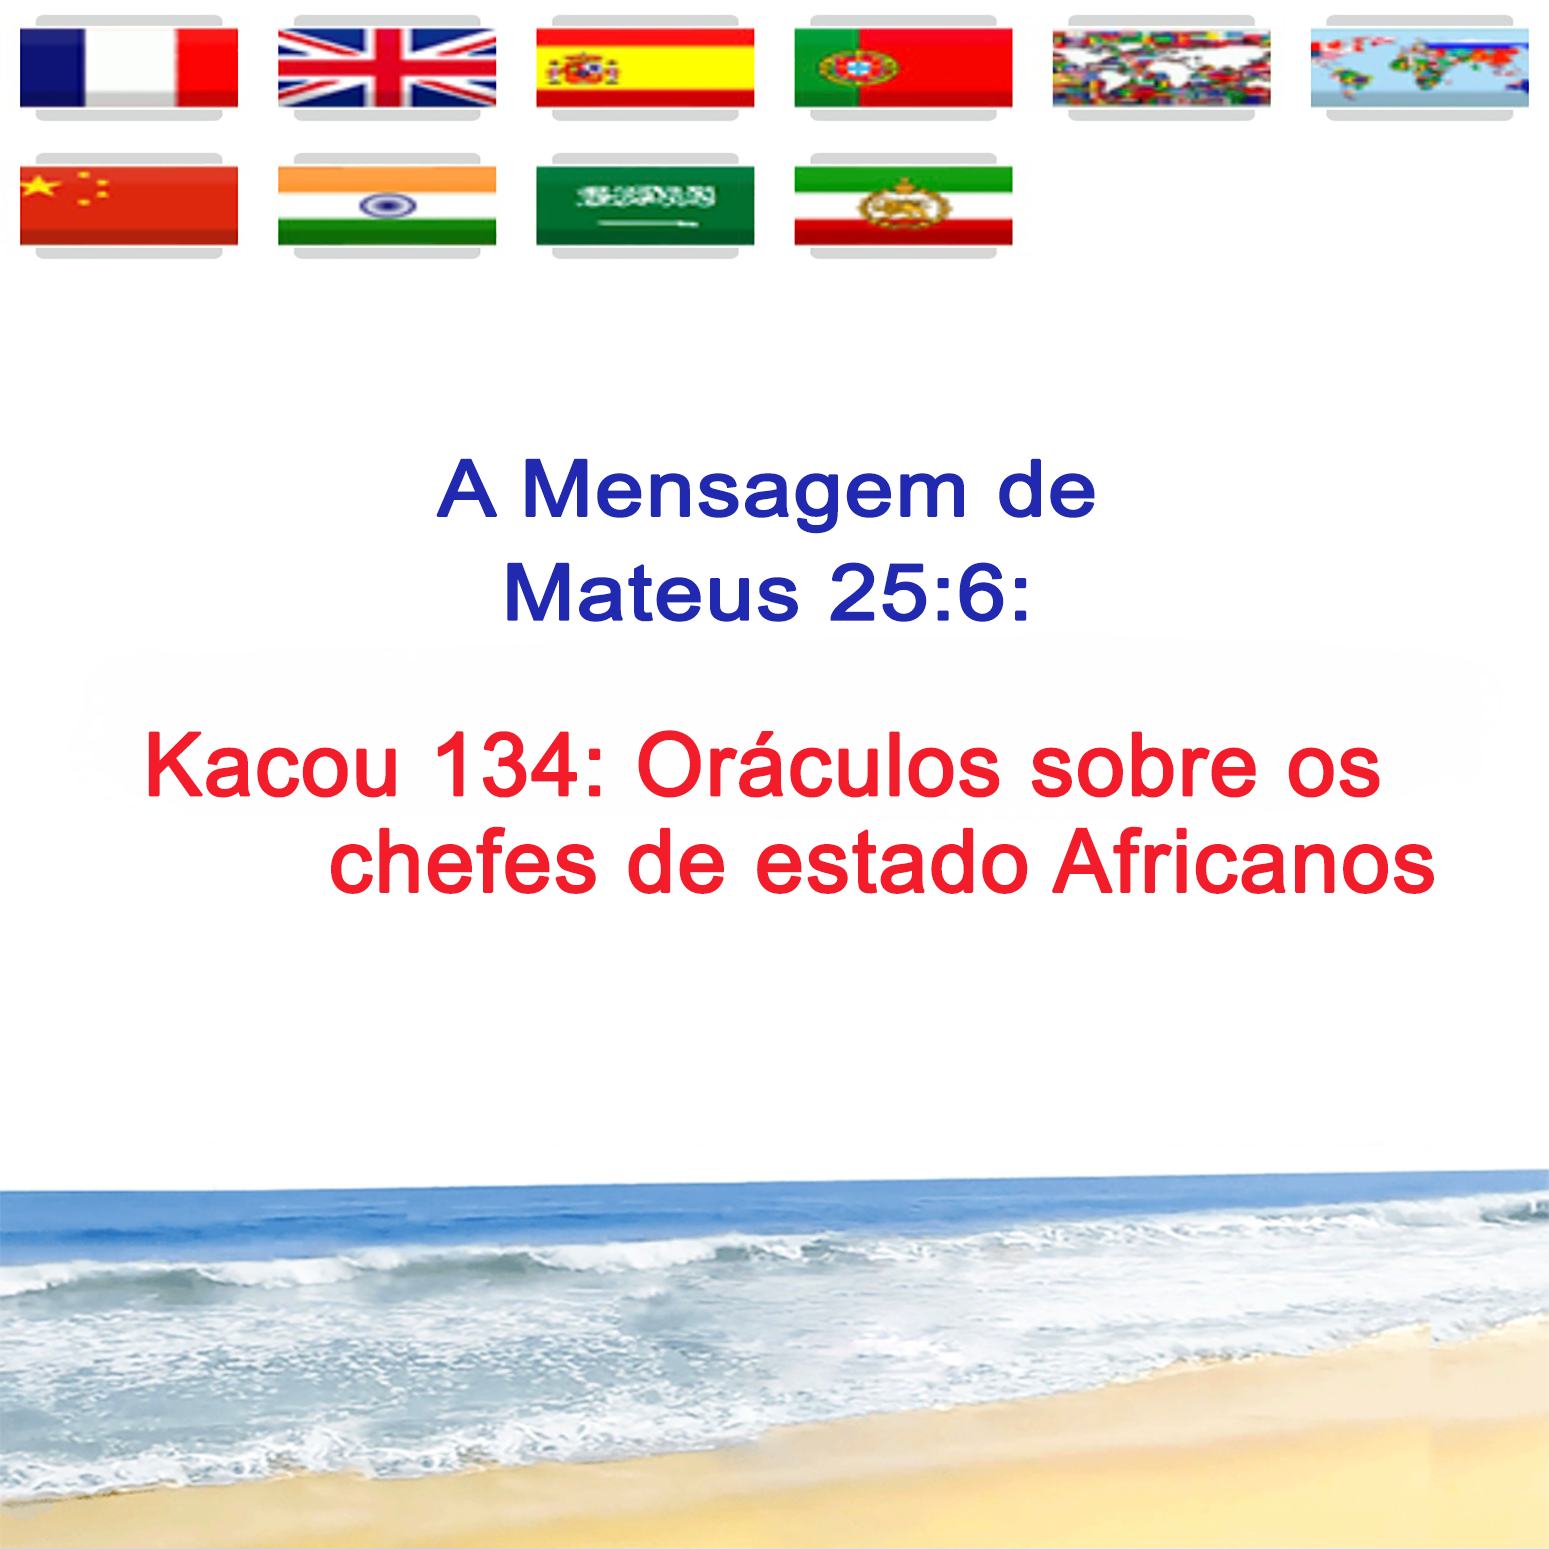 A Mensagem de
Mateus 25:6:
Kacou 134: Oráculos sobre os
chefes de estado Africanos